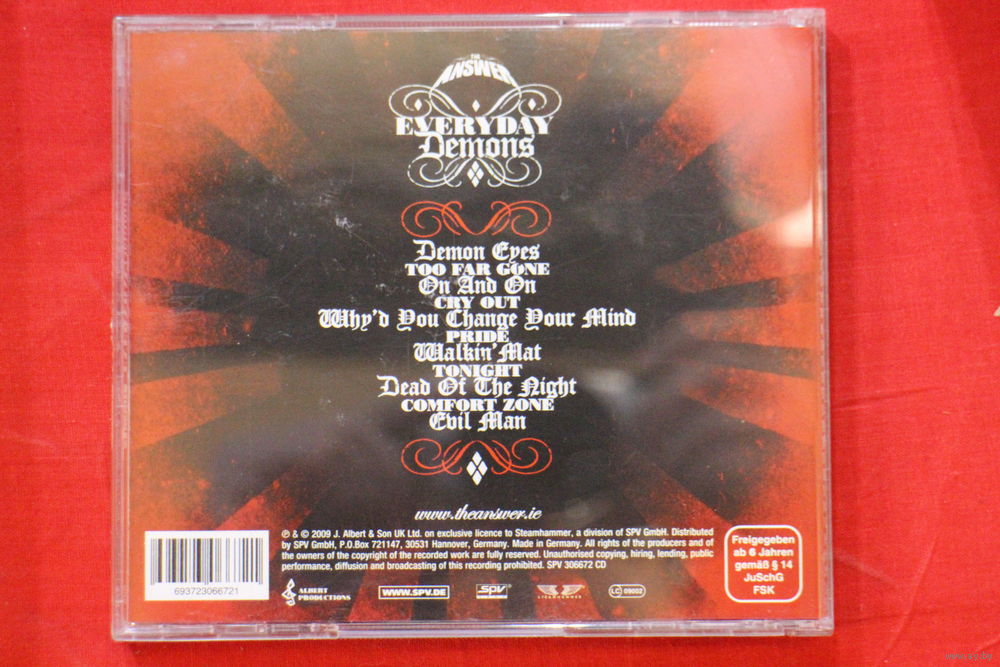 THE
ANSWER
EVERYDAY
Demons
Demon Eyes
TOO FAR GONE
On And On
CRY OUT
Why'd You Change Your Mind
PRIDE
Walkin' Mat
TONIGHT
Dead Of The Night
COMFORT ZONE
Evil Man
www.theanswer.ie
℗ & © 2009 J. Albert & Son UK Ltd. on exclusive licence to Steamhammer, a division of SPV GmbH. Distributed
by SPV GmbH, P.O.Box 721147, 30531 Hannover, Germany. Made in Germany. All rights of the producers and of
the owners of the copyright of the recorded work are fully reserved. Unauthorised copying, hiring, lending, public
performance, diffusion and broadcasting of this recording prohibited. SPV 306672 CD
693723066721
ALBERT
PRODUCTIONS
WWW.SPV.DE
SPV
STEAMHAMMER
LC 09002
Freigegeben
ab 6 Jahren
gemäß § 14
JuSchG
FSK
www.ay.by